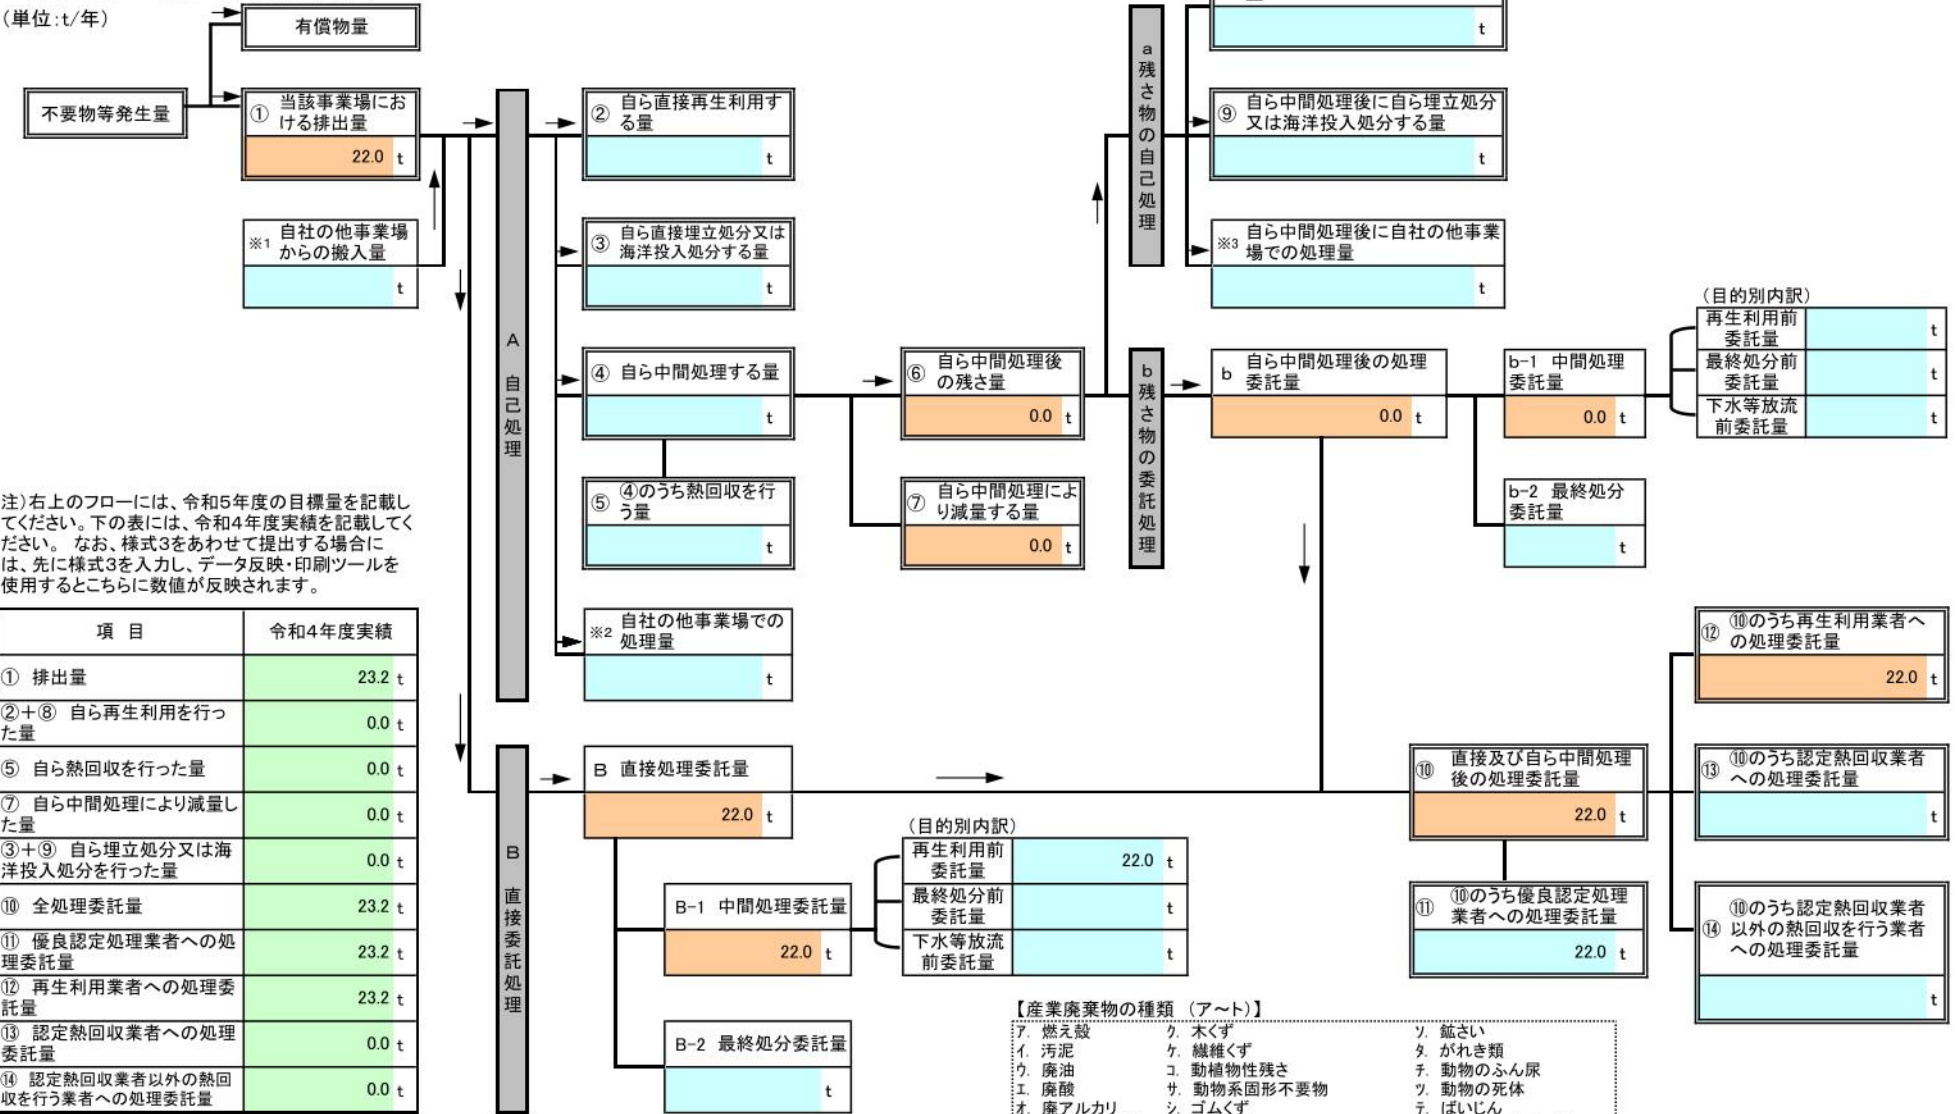 (単位:t/年)
有償物量
不要物等発生量
① 当該事業場にお
ける排出量
22.0 t
※1 自社の他事業場
からの搬入量
t
A 自己処理
② 自ら直接再生利用す
る量
t
③ 自ら直接埋立処分又は
海洋投入処分する量
t
④ 自ら中間処理する量
t
⑤ ④のうち熱回収を行
う量
t
※2 自社の他事業場での
処理量
t
⑥ 自ら中間処理後
の残さ量
0.0 t
⑦ 自ら中間処理によ
り減量する量
0.0 t
a 残さ物の自己処理
t
⑨ 自ら中間処理後に自ら埋立処分
又は海洋投入処分する量
t
※3 自ら中間処理後に自社の他事業
場での処理量
t
b 残さ物の委託処理
b 自ら中間処理後の処理
委託量
0.0 t
b-1 中間処理
委託量
0.0 t
(目的別内訳)
再生利用前
委託量
t
最終処分前
委託量
t
下水等放流
前委託量
t
b-2 最終処分
委託量
t
注)右上のフローには、令和5年度の目標量を記載し
てください。下の表には、令和4年度実績を記載してく
ださい。 なお、様式3をあわせて提出する場合に
は、先に様式3を入力し、データ反映・印刷ツールを
使用するとこちらに数値が反映されます。
項 目 令和4年度実績
① 排出量 23.2 t
②+⑧ 自ら再生利用を行っ
た量 0.0 t
⑤ 自ら熱回収を行った量 0.0 t
⑦ 自ら中間処理により減量し
た量 0.0 t
③+⑨ 自ら埋立処分又は海
洋投入処分を行った量 0.0 t
⑩ 全処理委託量 23.2 t
⑪ 優良認定処理業者への処
理委託量 23.2 t
⑫ 再生利用業者への処理委
託量 23.2 t
⑬ 認定熱回収業者への処理
委託量 0.0 t
⑭ 認定熱回収業者以外の熱回
収を行う業者への処理委託量 0.0 t
B 直接委託処理
B 直接処理委託量
22.0 t
B-1 中間処理委託量
22.0 t
(目的別内訳)
再生利用前
委託量
22.0 t
最終処分前
委託量
t
下水等放流
前委託量
t
B-2 最終処分委託量
t
⑩ 直接及び自ら中間処理
後の処理委託量
22.0 t
⑪ ⑩のうち優良認定処理
業者への処理委託量
22.0 t
⑫ ⑩のうち再生利用業者へ
の処理委託量
22.0 t
⑬ ⑩のうち認定熱回収業者
への処理委託量
t
⑭ ⑩のうち認定熱回収業者
以外の熱回収を行う業者
への処理委託量
t
【産業廃棄物の種類 (ア~ト)】
ア. 燃え殻 ク. 木くず ソ. 鉱さい
イ. 汚泥 ケ. 繊維くず タ. がれき類
ウ. 廃油 コ. 動植物性残さ チ. 動物のふん尿
エ. 廃酸 サ. 動物系固形不要物 ツ. 動物の死体
オ. 廃アルカリ シ. ゴムくず テ. ばいじん